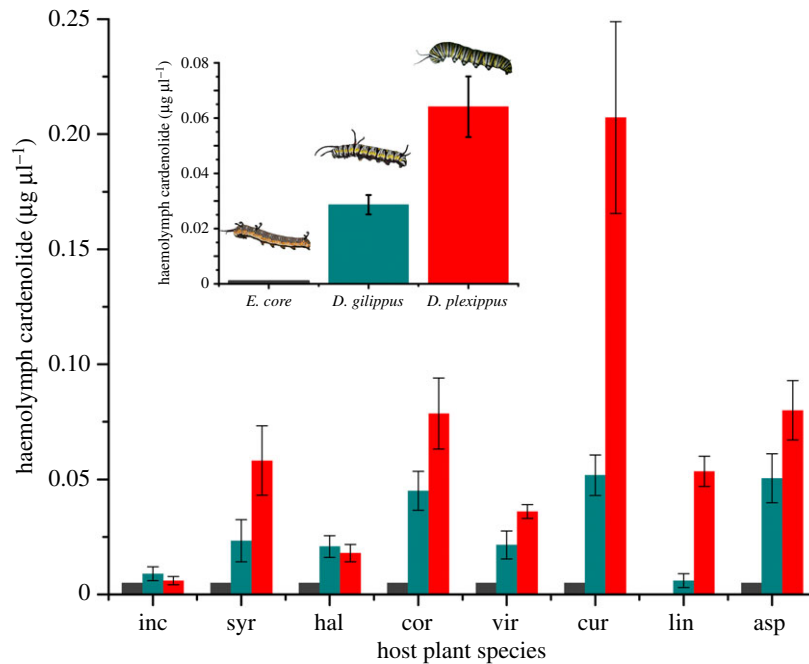 0.25
0.20
0.15
0.10
0.05
0
haemolymph cardenolide (µg µl⁻¹)
0.08
0.06
0.04
0.02
0
haemolymph cardenolide (µg µl⁻¹)
E. core D. gilippus D. plexippus
inc syr hal cor vir cur lin asp
host plant species